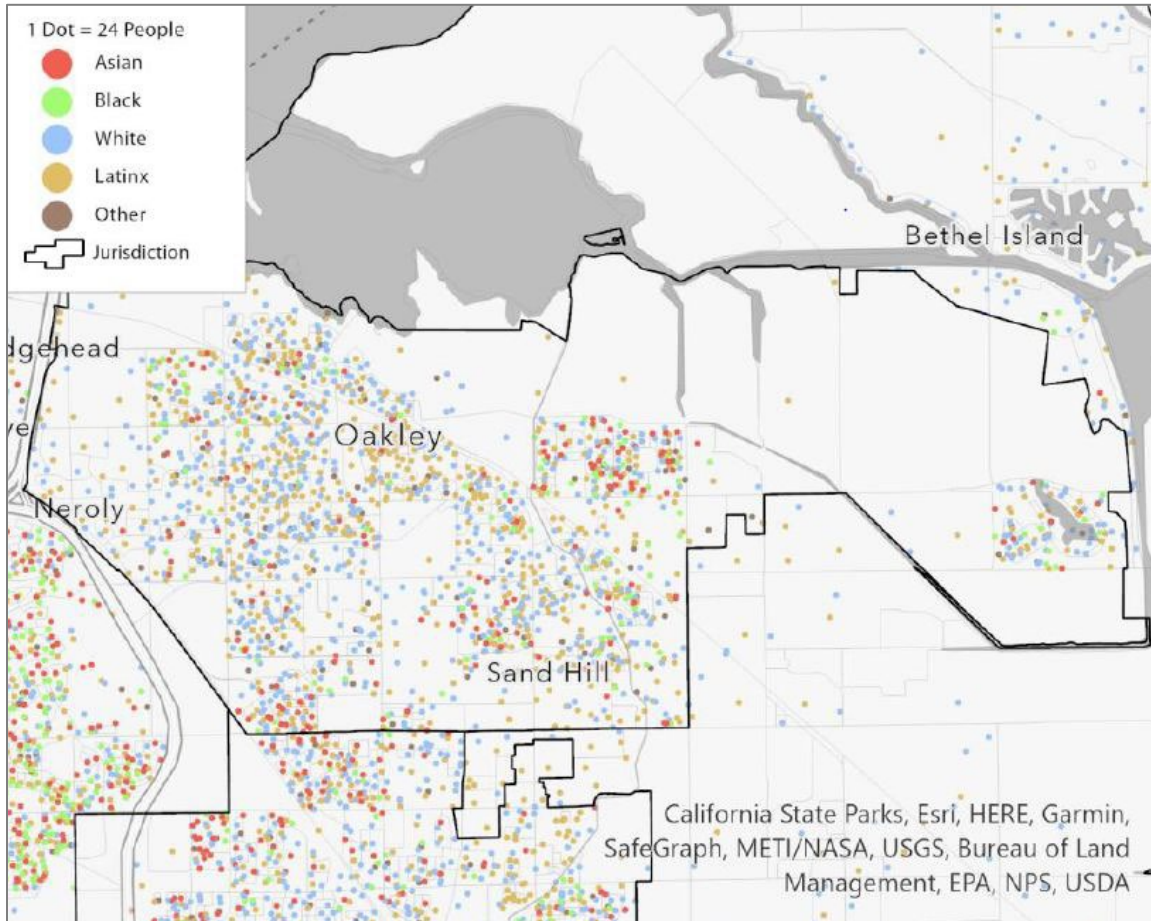 1 Dot = 24 People
Asian
Black
White
Latinx
Other
Jurisdiction
Bethel Island
dgehead
Oakley
ve
Neroly
Sand Hill
California State Parks, Esri, HERE, Garmin,
SafeGraph, METI/NASA, USGS, Bureau of Land
Management, EPA, NPS, USDA